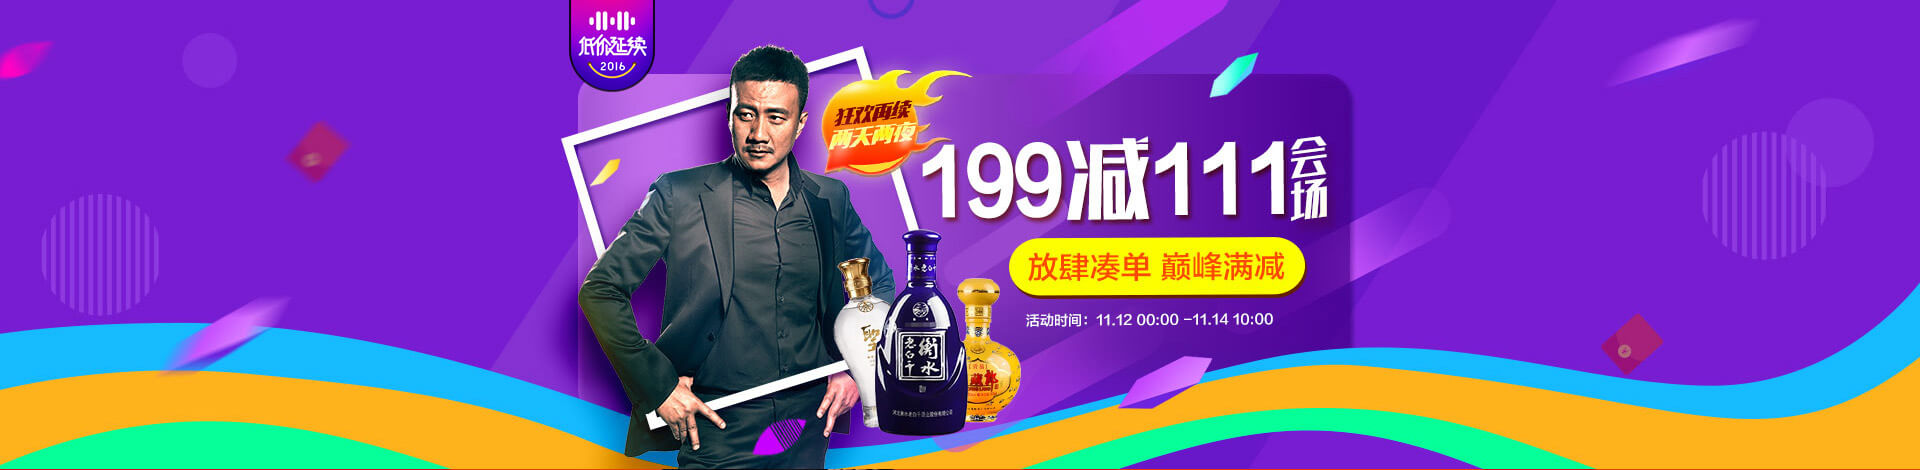 低价延续
2016
狂欢再续
两天两夜
199减111会场
放肆凑单 巅峰满减
活动时间：11.12 00:00 -11.14 10:00
衡水
老白干